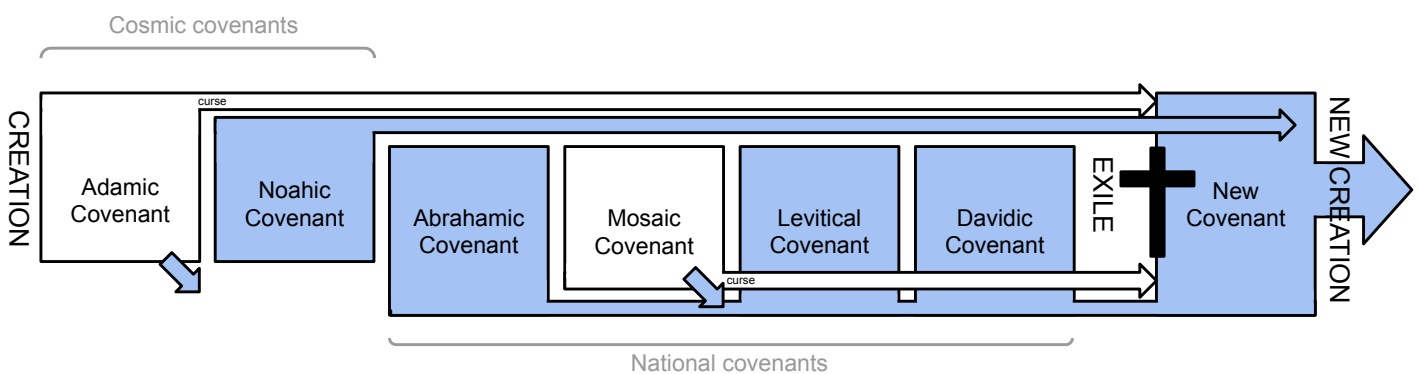 Cosmic covenants
CREATION
curse
Adamic
Covenant
Noahic
Covenant
Abrahamic
Covenant
Mosaic
Covenant
curse
Levitical
Covenant
Davidic
Covenant
EXILE
New
Covenant
NEW CREATION
National covenants